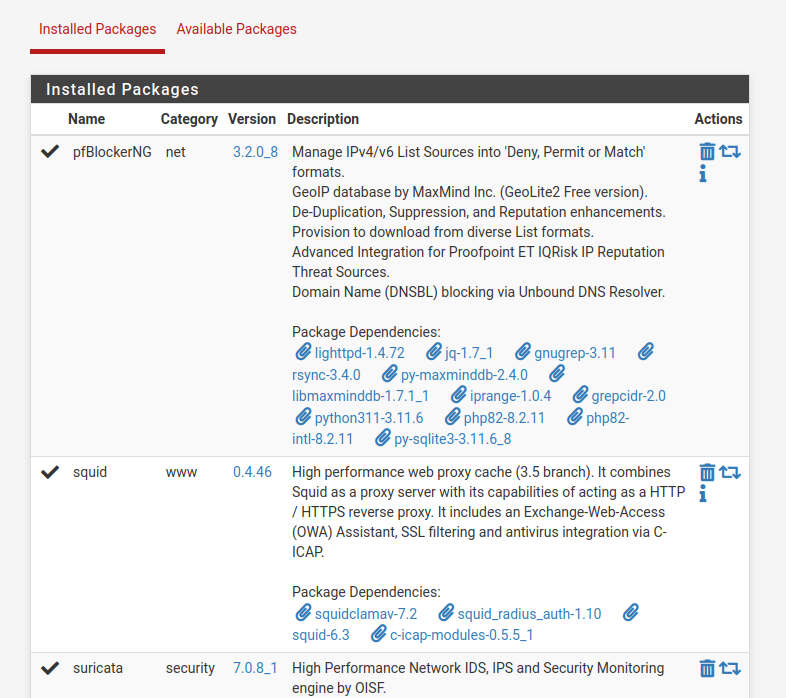 Installed Packages Available Packages
Installed Packages
Name Category Version Description Actions
pfBlockerNG net 3.2.0_8 Manage IPv4/v6 List Sources into 'Deny, Permit or Match'
formats.
GeoIP database by MaxMind Inc. (GeoLite2 Free version).
De-Duplication, Suppression, and Reputation enhancements.
Provision to download from diverse List formats.
Advanced Integration for Proofpoint ET IQRisk IP Reputation
Threat Sources.
Domain Name (DNSBL) blocking via Unbound DNS Resolver.
Package Dependencies:
lighttpd-1.4.72 jq-1.7_1 gnugrep-3.11
rsync-3.4.0 py-maxminddb-2.4.0
libmaxminddb-1.7.1_1 iprange-1.0.4 grepcidr-2.0
python311-3.11.6 php82-8.2.11 php82-
intl-8.2.11 py-sqlite3-3.11.6_8
squid www 0.4.46 High performance web proxy cache (3.5 branch). It combines
Squid as a proxy server with its capabilities of acting as a HTTP
/ HTTPS reverse proxy. It includes an Exchange-Web-Access
(OWA) Assistant, SSL filtering and antivirus integration via C-
ICAP.
Package Dependencies:
squidclamav-7.2 squid_radius_auth-1.10
squid-6.3 c-icap-modules-0.5.5_1
suricata security 7.0.8_1 High Performance Network IDS, IPS and Security Monitoring
engine by OISF.